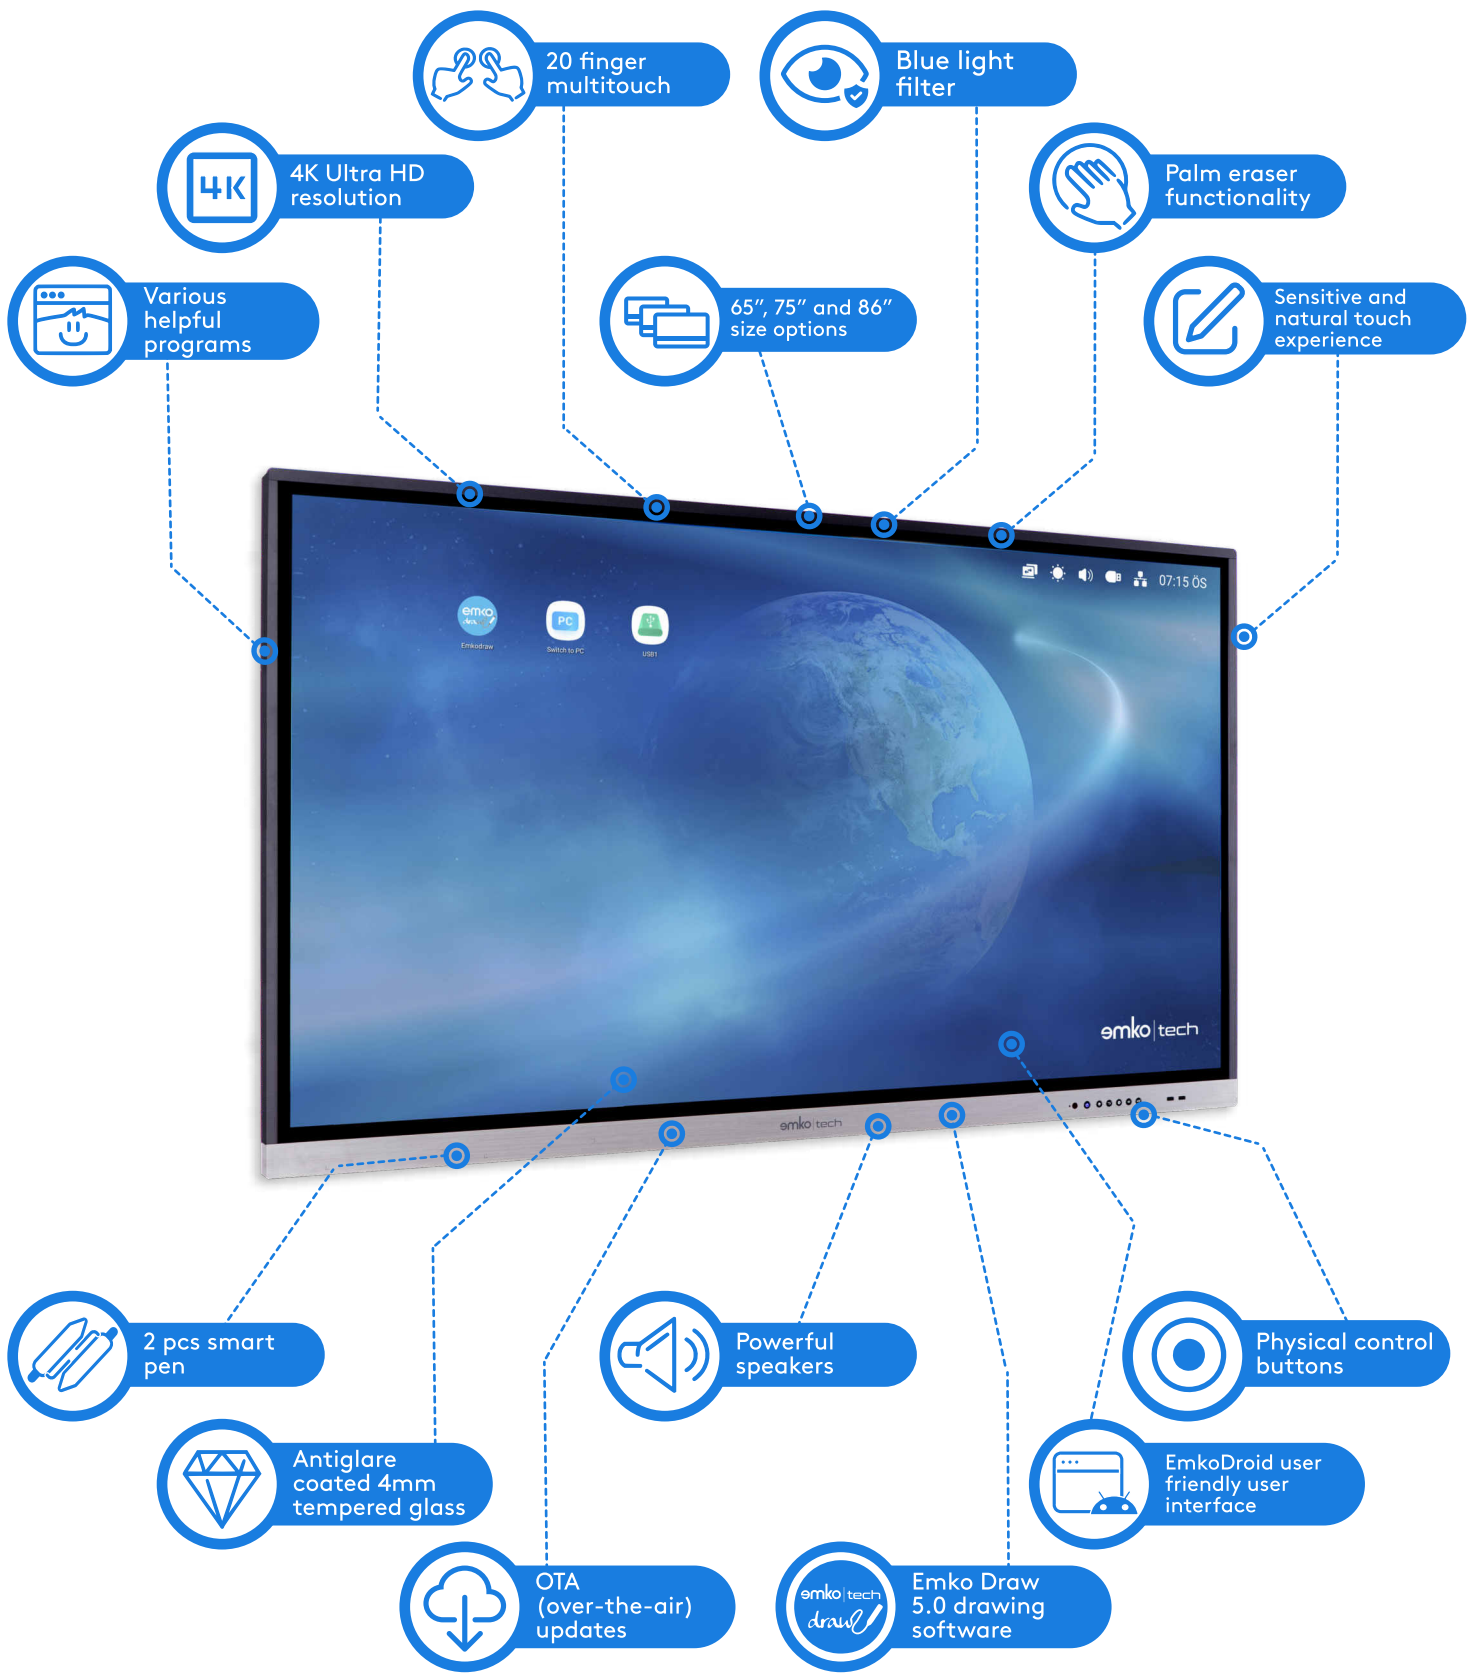 20 finger
multitouch
Blue light
filter
4K
4K Ultra HD
resolution
Palm eraser
functionality
Various
helpful
programs
65”, 75” and 86”
size options
Sensitive and
natural touch
experience
07:15 ÖS
emko
draw
PC
Emkodraw
Switch to PC
USB1
emko|tech
emko|tech
2 pcs smart
pen
Powerful
speakers
Physical control
buttons
Antiglare
coated 4mm
tempered glass
EmkoDroid user
friendly user
interface
OTA
(over-the-air)
updates
emko|tech
draw
Emko Draw
5.0 drawing
software